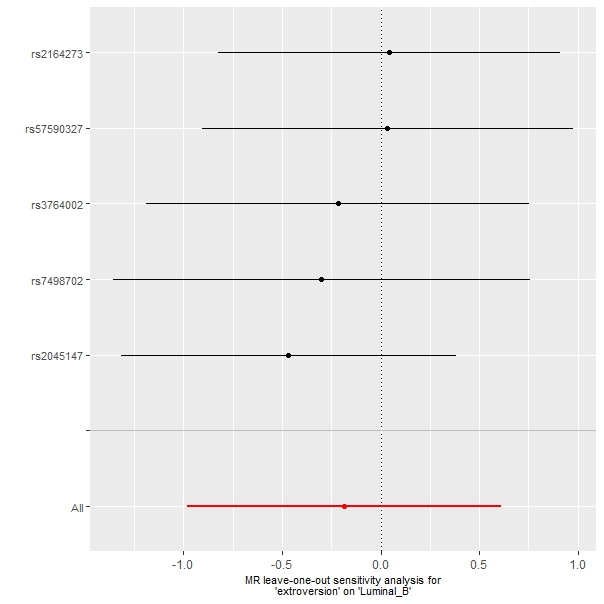 rs2164273
rs57590327
rs3764002
rs7498702
rs2045147
All
-1.0 -0.5 0.0 0.5 1.0
MR leave-one-out sensitivity analysis for
'extroversion' on 'Luminal_B'